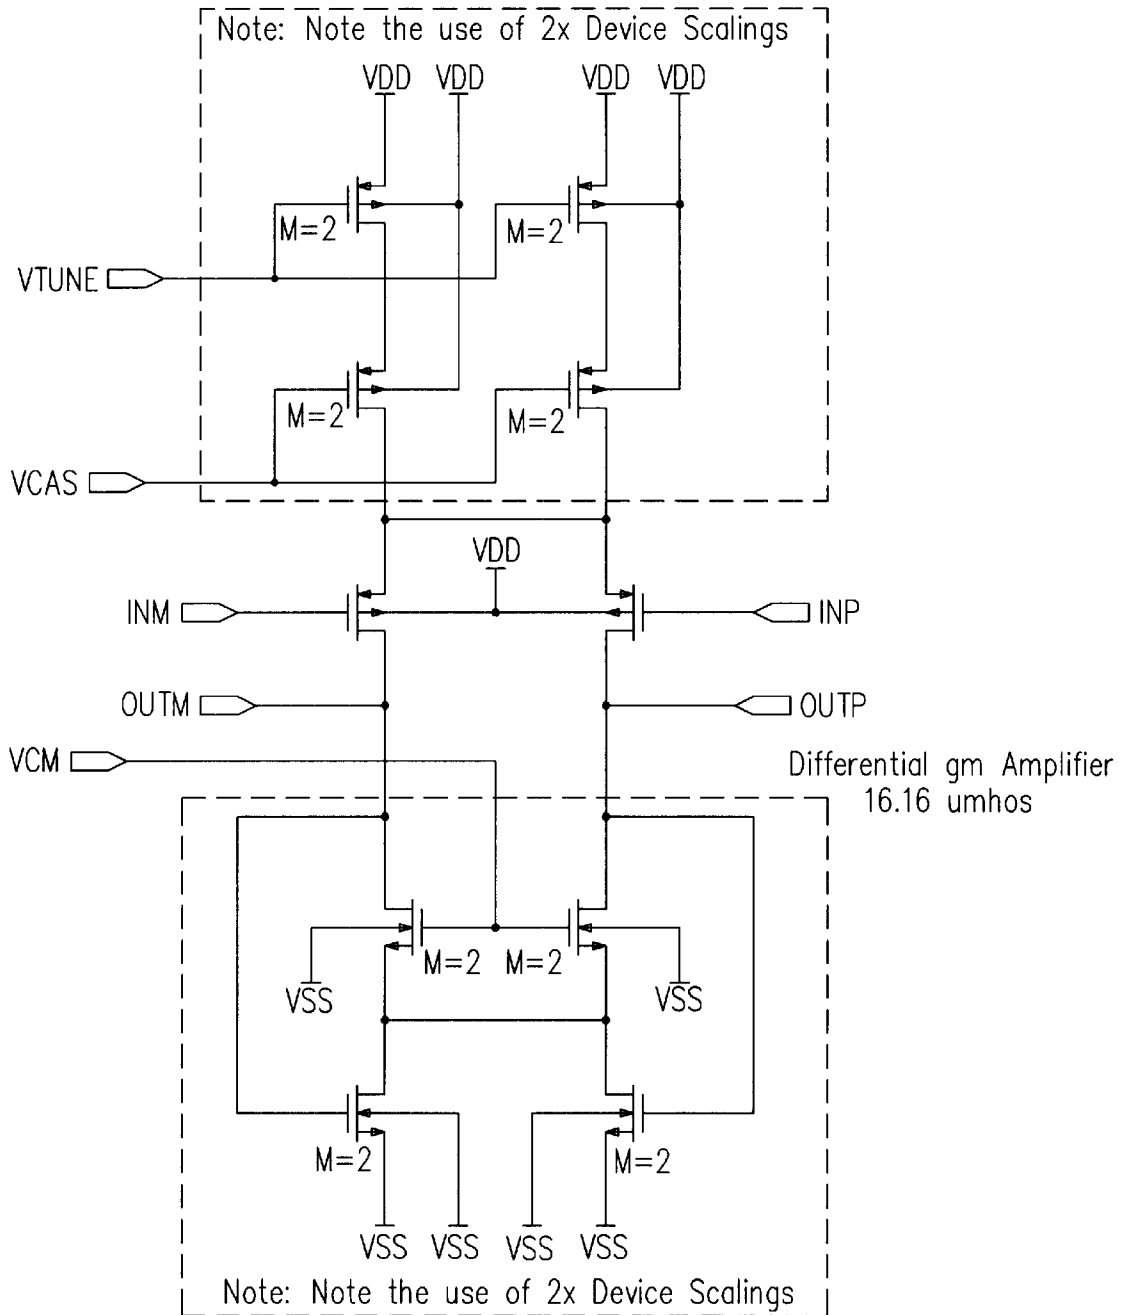 Note: Note the use of 2x Device Scalings
VDD VDD VDD VDD
M=2 M=2
VTUNE
M=2 M=2
VCAS
VDD
INM INP
OUTM OUTP
VCM
Differential gm Amplifier
16.16 umhos
M=2 M=2
VSS VSS
M=2 M=2
VSS VSS VSS VSS
Note: Note the use of 2x Device Scalings